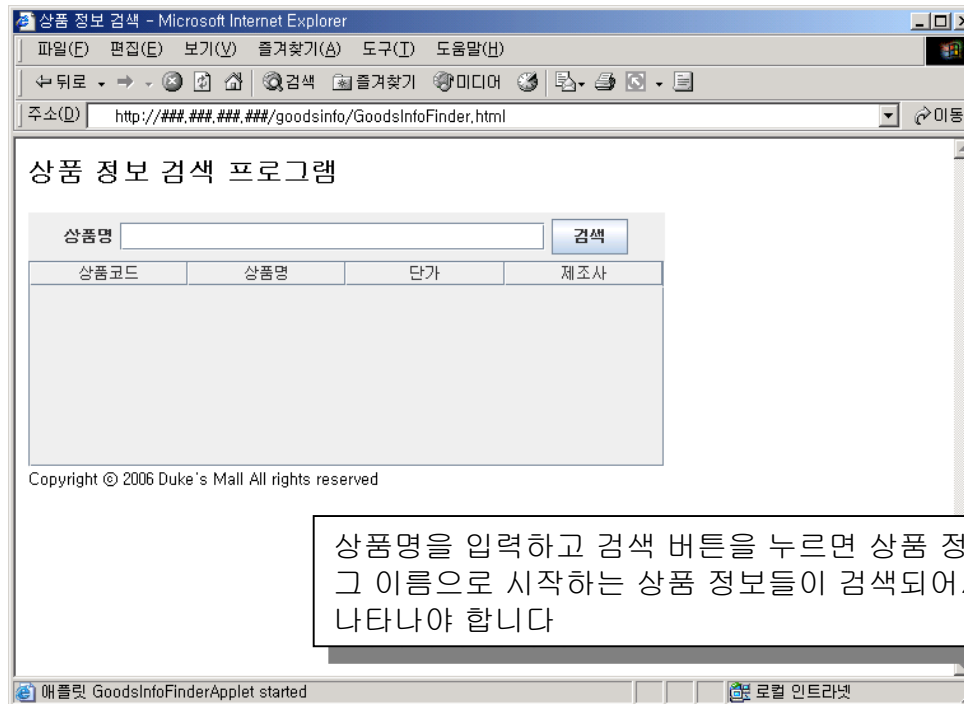 상품 정보 검색 - Microsoft Internet Explorer
파일(F) 편집(E) 보기(V) 즐겨찾기(A) 도구(T) 도움말(H)
뒤로 검색 즐겨찾기 미디어
주소(D) http://###.###.###.###/goodsinfo/GoodsInfoFinder.html 이동
상품 정보 검색 프로그램
상품명 검색
상품코드 상품명 단가 제조사
Copyright ⓒ 2006 Duke's Mall All rights reserved
상품명을 입력하고 검색 버튼을 누르면 상품 정
그 이름으로 시작하는 상품 정보들이 검색되어
나타나야 합니다
애플릿 GoodsInfoFinderApplet started 로컬 인트라넷